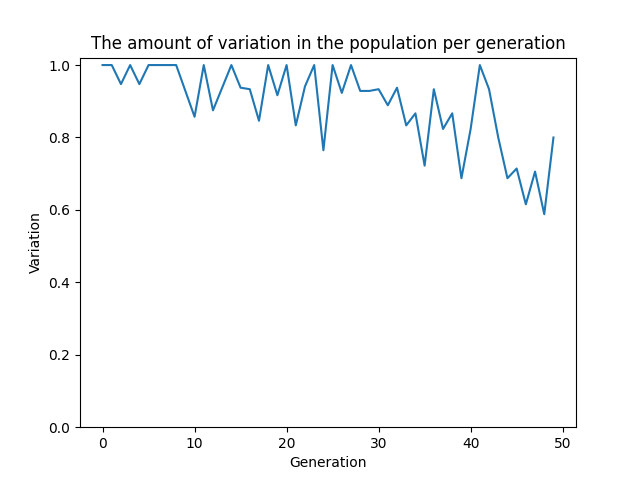 The amount of variation in the population per generation
1.0
0.8
0.6
0.4
0.2
0.0
Variation
0 10 20 30 40 50
Generation